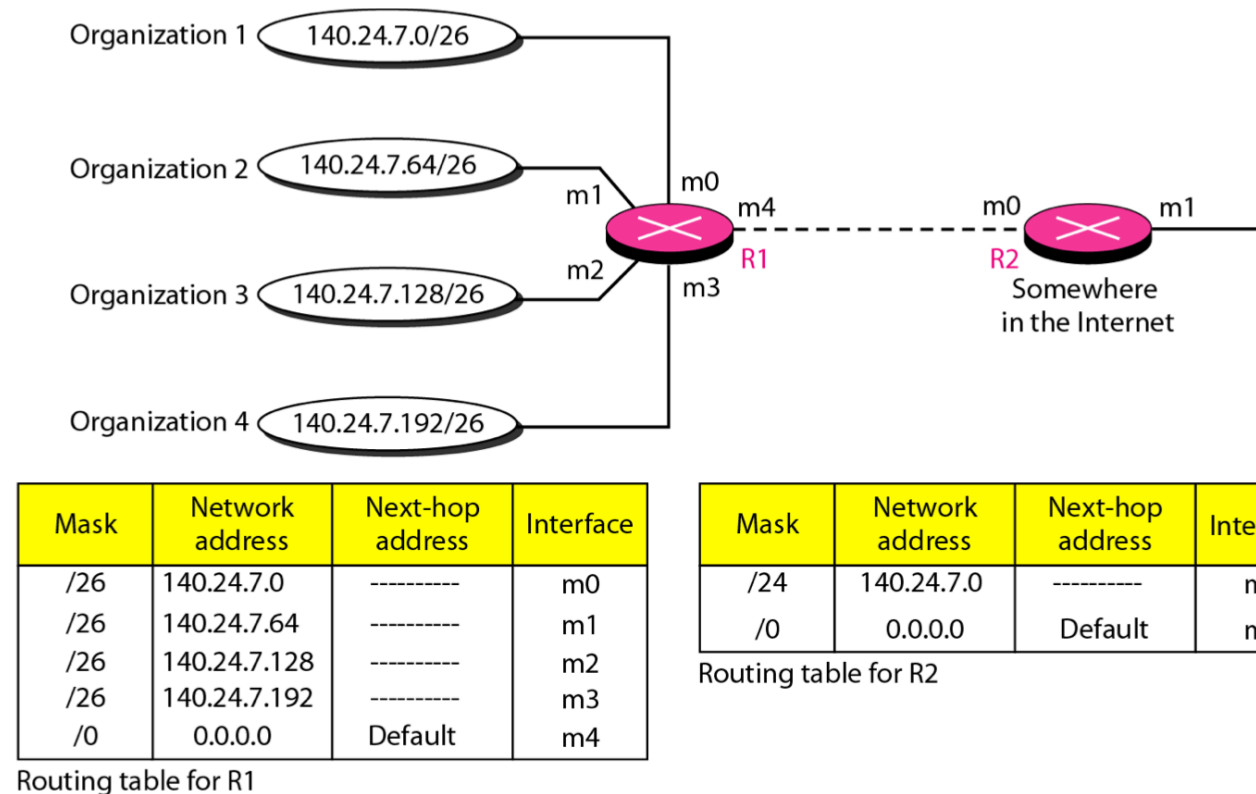 Organization 1 140.24.7.0/26
Organization 2 140.24.7.64/26
m1 m0
m4 m0 m1
R1 R2
Organization 3 140.24.7.128/26
m2 m3
Somewhere
in the Internet
Organization 4 140.24.7.192/26
Mask Network address Next-hop address Interface
/26 140.24.7.0 ---------- m0
/26 140.24.7.64 ---------- m1
/26 140.24.7.128 ---------- m2
/26 140.24.7.192 ---------- m3
/0 0.0.0.0 Default m4
Routing table for R1
Mask Network address Next-hop address
/24 140.24.7.0 ----------
/0 0.0.0.0 Default
Routing table for R2